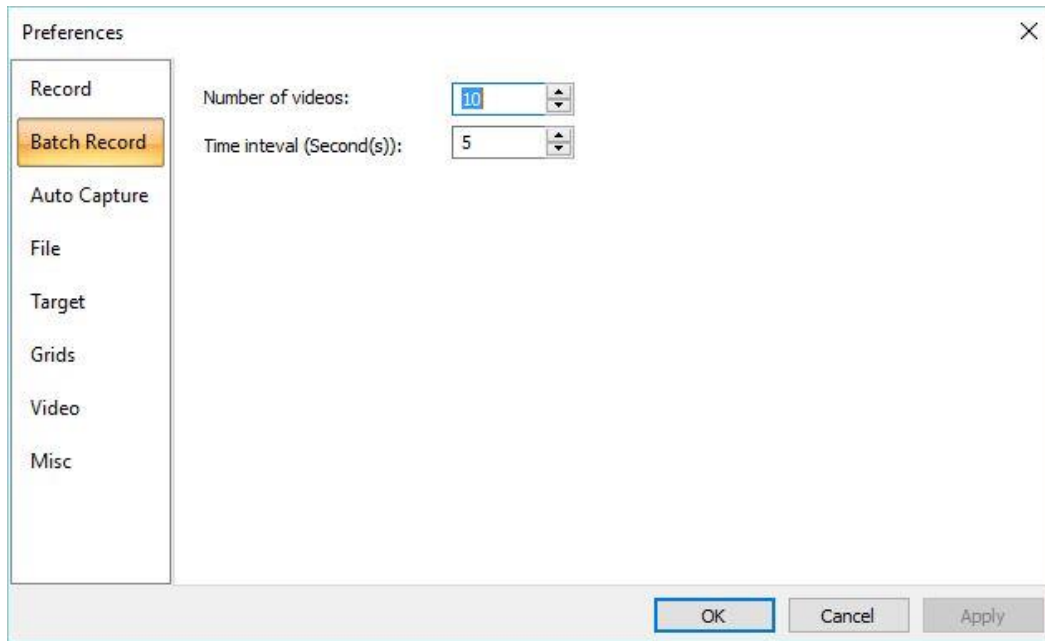 Preferences
Record
Batch Record
Auto Capture
File
Target
Grids
Video
Misc
Number of videos: 10
Time inteval (Second(s)): 5
OK Cancel Apply